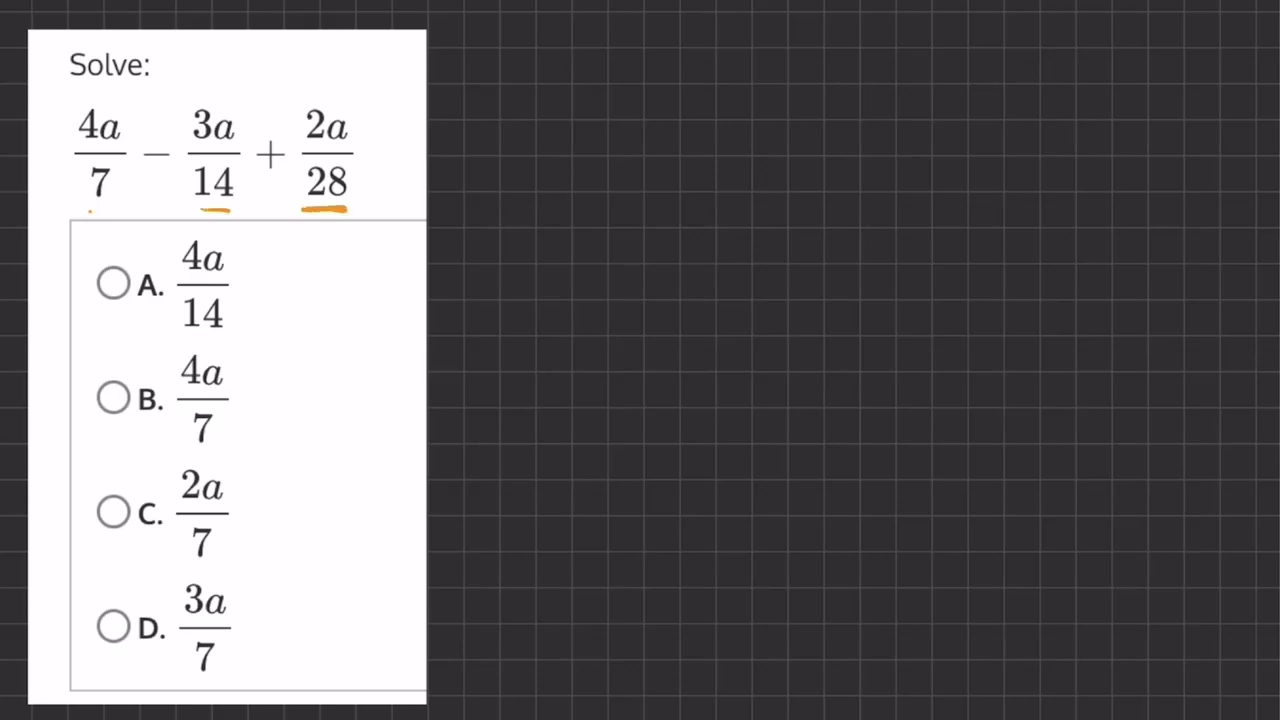 Solve:
4a/7 − 3a/14 + 2a/28
A. 4a/14
B. 4a/7
C. 2a/7
D. 3a/7